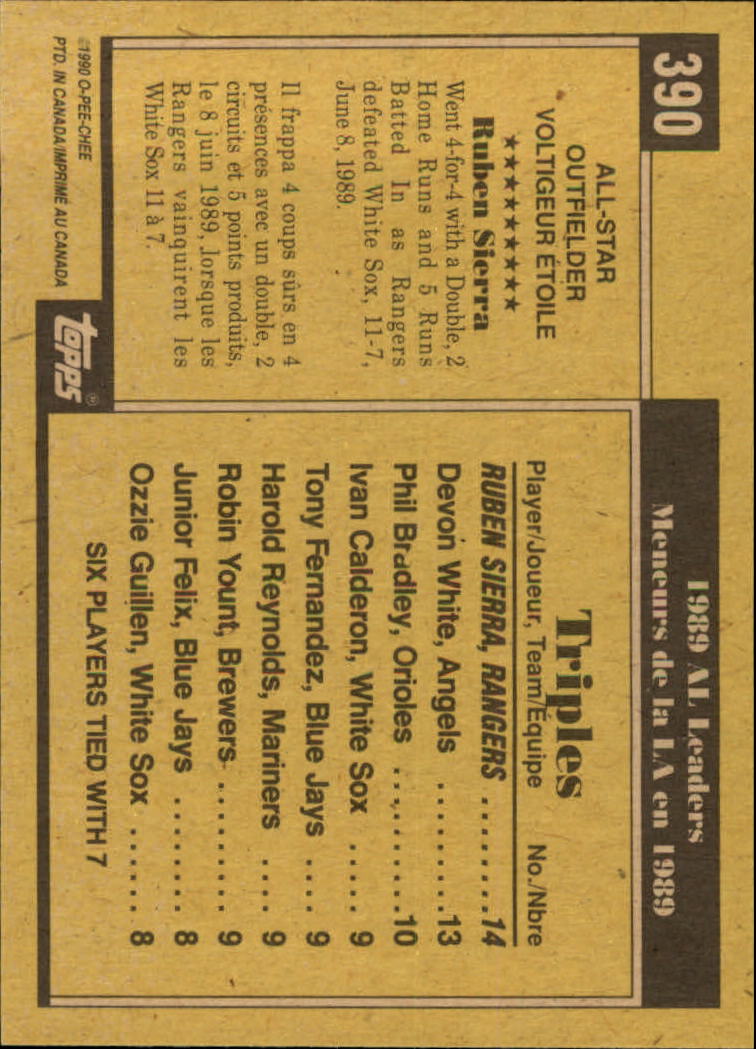 390
ALL-STAR
OUTFIELDER
VOLTIGEUR ÉTOILE
★★★★★★★★★
Ruben Sierra
Went 4-for-4 with a Double, 2
Home Runs and 5 Runs
Batted In as Rangers
defeated White Sox, 11-7,
June 8, 1989.
Il frappa 4 coups sûrs en 4
présences avec un double, 2
circuits et 5 points produits,
le 8 juin 1989, lorsque les
Rangers vainquirent les
White Sox 11 à 7.
©1990 O-PEE-CHEE
PTD. IN CANADA/IMPRIMÉ AU CANADA
topps®
1989 AL Leaders
Meneurs de la LA en 1989
Triples
Player/Joueur, Team/Équipe No./Nbre
RUBEN SIERRA, RANGERS ........14
Devon White, Angels .........13
Phil Bradley, Orioles ...........10
Ivan Calderon, White Sox ..... 9
Tony Fernandez, Blue Jays .... 9
Harold Reynolds, Mariners .... 9
Robin Yount, Brewers ......... 9
Junior Felix, Blue Jays ........ 8
Ozzie Guillen, White Sox ...... 8
SIX PLAYERS TIED WITH 7